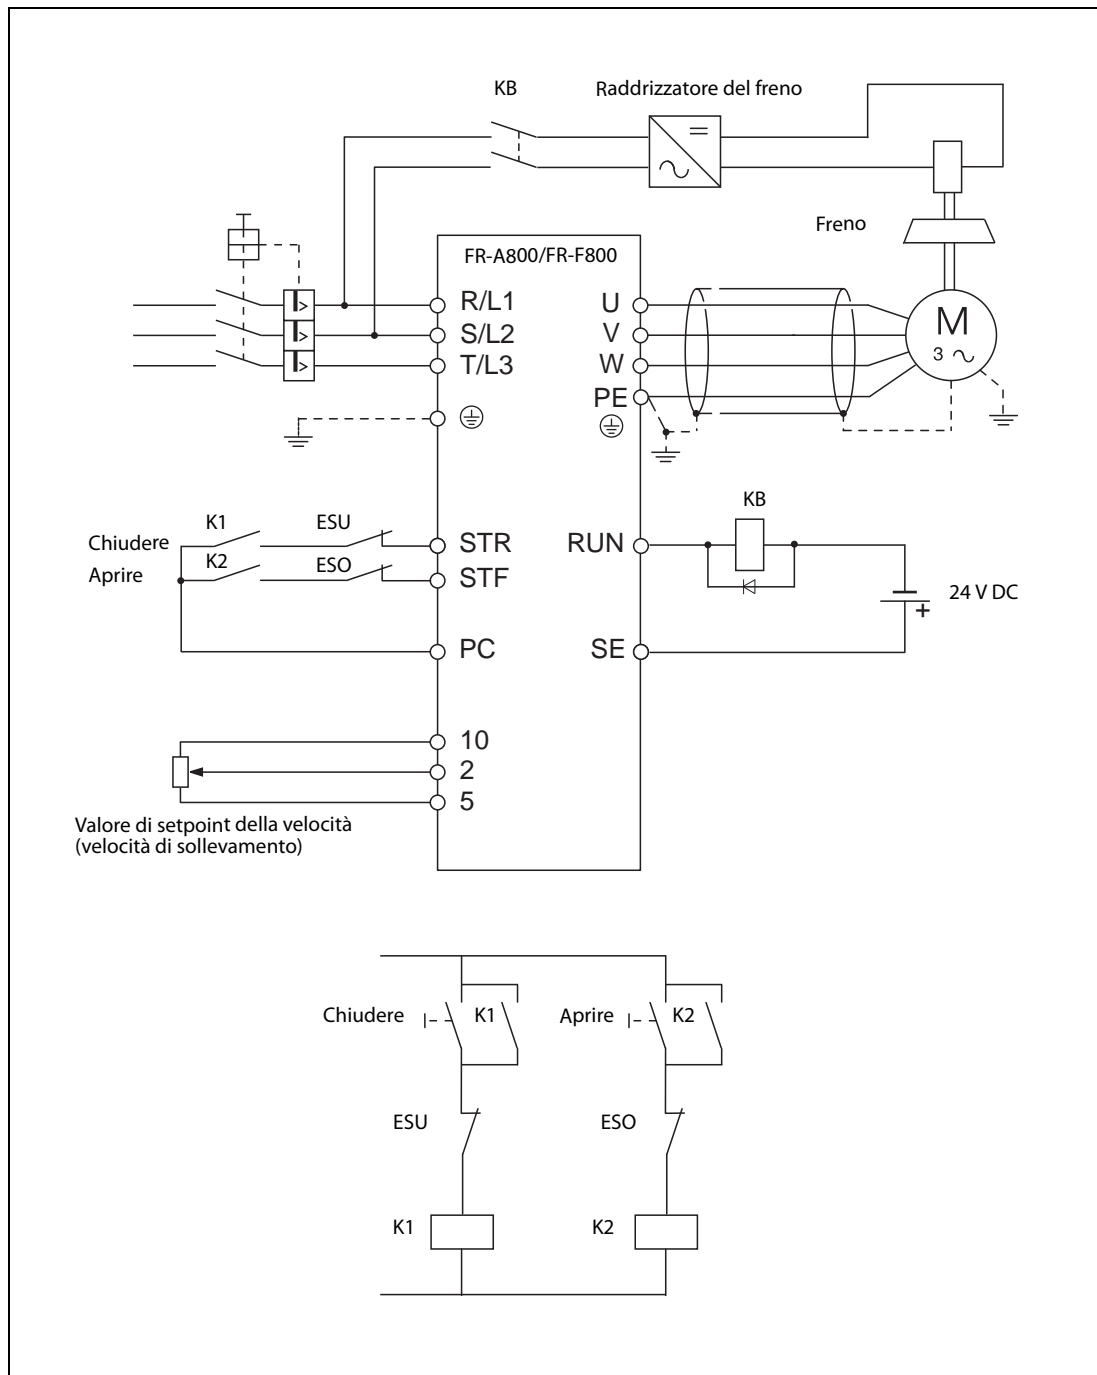 KB
Raddrizzatore del freno
Freno
FR-A800/FR-F800
R/L1
S/L2
T/L3
U
V
W
PE
M
3
K1
ESU
Chiudere
K2
ESO
Aprire
STR
STF
PC
RUN
SE
KB
24 V DC
+
10
2
5
Valore di setpoint della velocità
(velocità di sollevamento)
Chiudere
K1
Aprire
K2
ESU
ESO
K1
K2